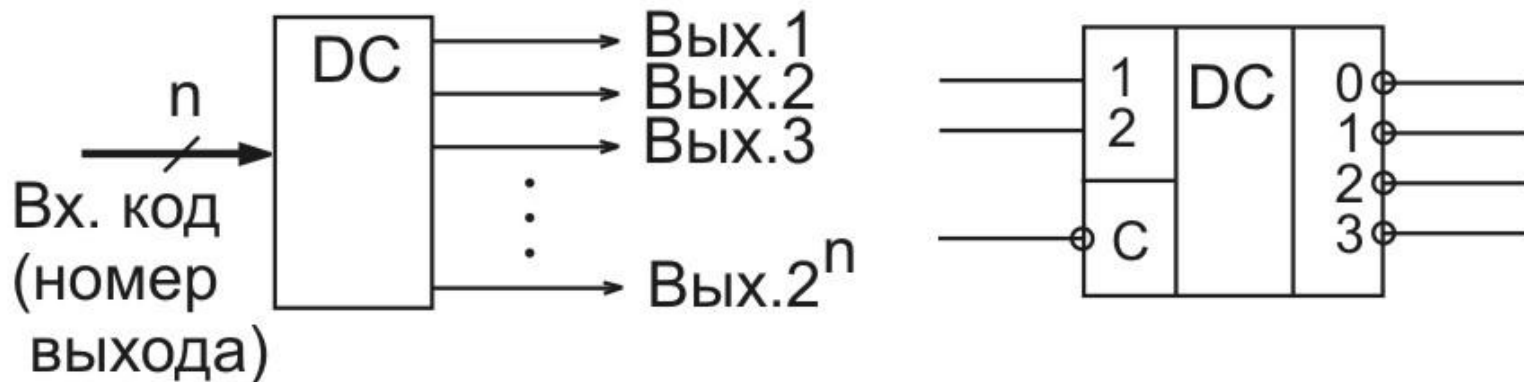 DC
n
Вх. код
(номер
выхода)
Вых.1
Вых.2
Вых.3
Вых.2ⁿ
1
2
C
DC
0
1
2
3